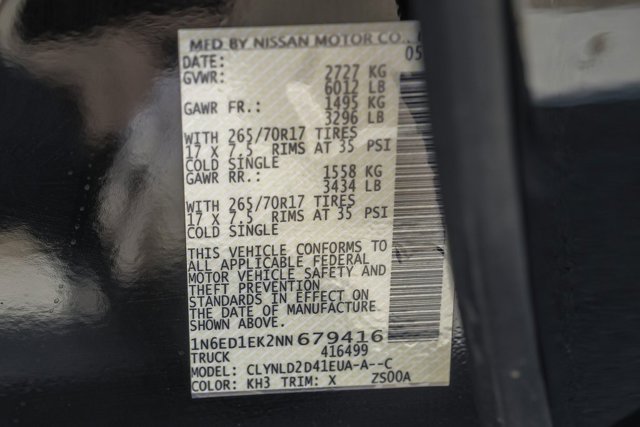 MFD BY NISSAN MOTOR CO.,
DATE: 05
GVWR: 2727 KG
6012 LB
GAWR FR.: 1495 KG
3296 LB
WITH 265/70R17 TIRES
17 X 7.5 RIMS AT 35 PSI
COLD SINGLE
GAWR RR.: 1558 KG
3434 LB
WITH 265/70R17 TIRES
17 X 7.5 RIMS AT 35 PSI
COLD SINGLE
THIS VEHICLE CONFORMS TO
ALL APPLICABLE FEDERAL
MOTOR VEHICLE SAFETY AND
THEFT PREVENTION
STANDARDS IN EFFECT ON
THE DATE OF MANUFACTURE
SHOWN ABOVE.
1N6ED1EK2NN679416
TRUCK 416499
MODEL: CLYNLD2D41EUA-A--C
COLOR: KH3 TRIM: X ZS00A